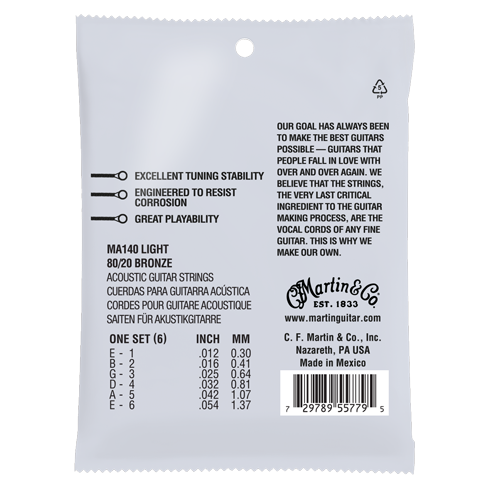 5
PP
OUR GOAL HAS ALWAYS BEEN
TO MAKE THE BEST GUITARS
POSSIBLE — GUITARS THAT
PEOPLE FALL IN LOVE WITH
OVER AND OVER AGAIN. WE
BELIEVE THAT THE STRINGS,
THE VERY LAST CRITICAL
INGREDIENT TO THE GUITAR
MAKING PROCESS, ARE THE
VOCAL CORDS OF ANY FINE
GUITAR. THIS IS WHY WE
MAKE OUR OWN.
EXCELLENT TUNING STABILITY
ENGINEERED TO RESIST
CORROSION
GREAT PLAYABILITY
MA140 LIGHT
80/20 BRONZE
ACOUSTIC GUITAR STRINGS
CUERDAS PARA GUITARRA ACÚSTICA
CORDES POUR GUITARE ACOUSTIQUE
SAITEN FÜR AKUSTIKGITARRE
ONE SET (6) INCH MM
E - 1 .012 0.30
B - 2 .016 0.41
G - 3 .025 0.64
D - 4 .032 0.81
A - 5 .042 1.07
E - 6 .054 1.37
Martin & Co.
EST. 1833
www.martinguitar.com
C. F. Martin & Co., Inc.
Nazareth, PA USA
Made in Mexico
7 29789 55779 5